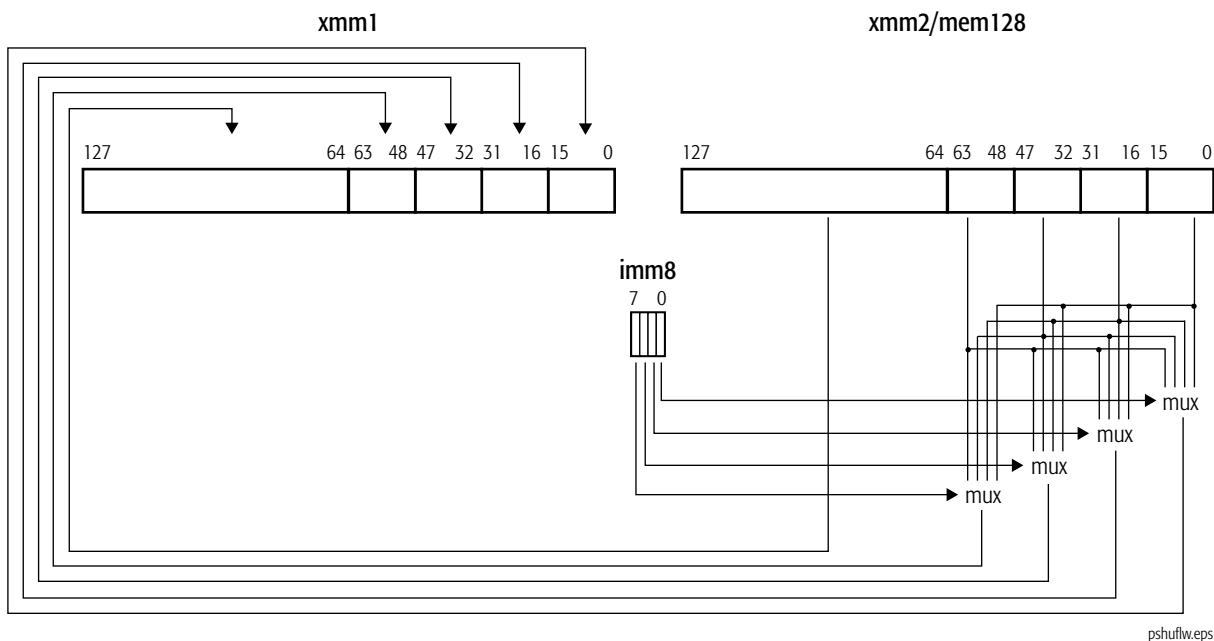 xmm1 xmm2/mem128
127 64 63 48 47 32 31 16 15 0 127 64 63 48 47 32 31 16 15 0
imm8
7 0
mux
mux
mux
mux
pshuflw.eps